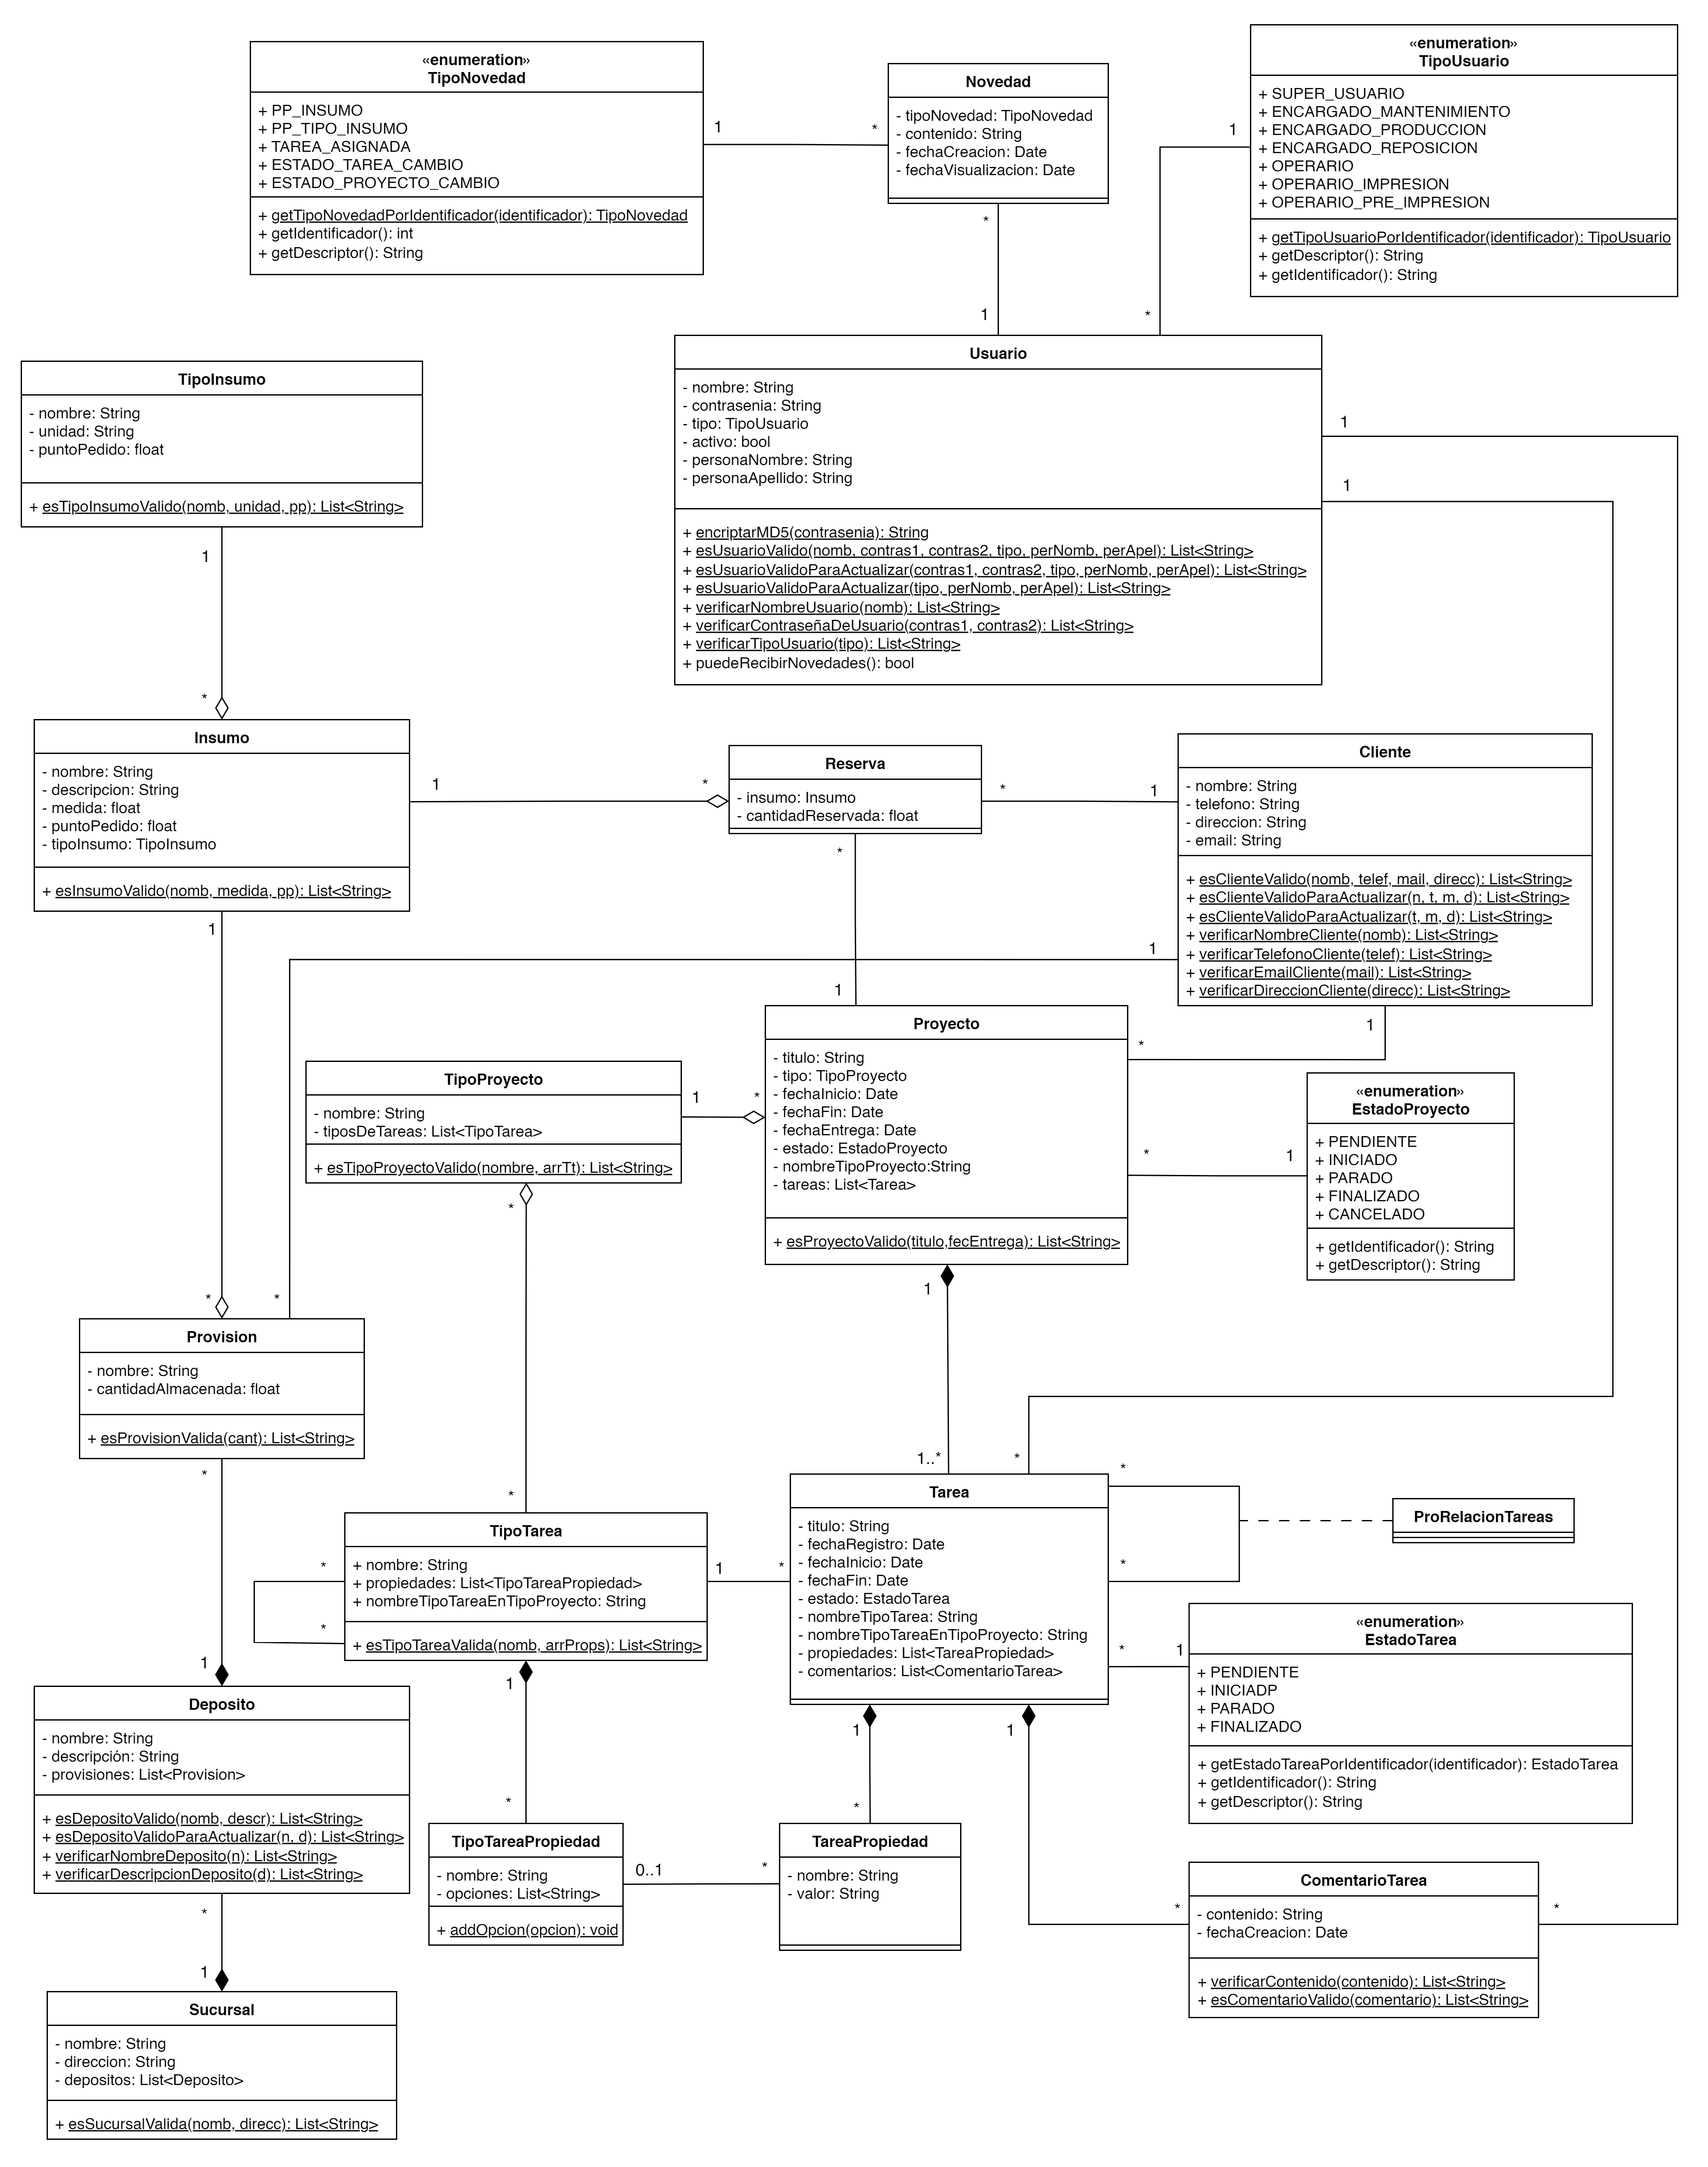 «enumeration»
TipoNovedad
+ PP_INSUMO
+ PP_TIPO_INSUMO
+ TAREA_ASIGNADA
+ ESTADO_TAREA_CAMBIO
+ ESTADO_PROYECTO_CAMBIO
+ getTipoNovedadPorIdentificador(identificador): TipoNovedad
+ getIdentificador(): int
+ getDescriptor(): String
1
*
Novedad
- tipoNovedad: TipoNovedad
- contenido: String
- fechaCreacion: Date
- fechaVisualizacion: Date
*
1
«enumeration»
TipoUsuario
+ SUPER_USUARIO
+ ENCARGADO_MANTENIMIENTO
+ ENCARGADO_PRODUCCION
+ ENCARGADO_REPOSICION
+ OPERARIO
+ OPERARIO_IMPRESION
+ OPERARIO_PRE_IMPRESION
+ getTipoUsuarioPorIdentificador(identificador): TipoUsuario
+ getDescriptor(): String
+ getIdentificador(): String
1
*
Usuario
- nombre: String
- contrasenia: String
- tipo: TipoUsuario
- activo: bool
- personaNombre: String
- personaApellido: String
+ encriptarMD5(contrasenia): String
+ esUsuarioValido(nomb, contras1, contras2, tipo, perNomb, perApel): List<String>
+ esUsuarioValidoParaActualizar(contras1, contras2, tipo, perNomb, perApel): List<String>
+ esUsuarioValidoParaActualizar(tipo, perNomb, perApel): List<String>
+ verificarNombreUsuario(nomb): List<String>
+ verificarContraseñaDeUsuario(contras1, contras2): List<String>
+ verificarTipoUsuario(tipo): List<String>
+ puedeRecibirNovedades(): bool
1
1
TipoInsumo
- nombre: String
- unidad: String
- puntoPedido: float
+ esTipoInsumoValido(nomb, unidad, pp): List<String>
1
*
Insumo
- nombre: String
- descripcion: String
- medida: float
- puntoPedido: float
- tipoInsumo: TipoInsumo
+ esInsumoValido(nomb, medida, pp): List<String>
1
*
1
Reserva
- insumo: Insumo
- cantidadReservada: float
*
1
*
1
Cliente
- nombre: String
- telefono: String
- direccion: String
- email: String
+ esClienteValido(nomb, telef, mail, direcc): List<String>
+ esClienteValidoParaActualizar(n, t, m, d): List<String>
+ esClienteValidoParaActualizar(t, m, d): List<String>
+ verificarNombreCliente(nomb): List<String>
+ verificarTelefonoCliente(telef): List<String>
+ verificarEmailCliente(mail): List<String>
+ verificarDireccionCliente(direcc): List<String>
1
1
*
Proyecto
- titulo: String
- tipo: TipoProyecto
- fechaInicio: Date
- fechaFin: Date
- fechaEntrega: Date
- estado: EstadoProyecto
- nombreTipoProyecto:String
- tareas: List<Tarea>
+ esProyectoValido(titulo,fecEntrega): List<String>
TipoProyecto
- nombre: String
- tiposDeTareas: List<TipoTarea>
+ esTipoProyectoValido(nombre, arrTt): List<String>
1
*
*
*
«enumeration»
EstadoProyecto
+ PENDIENTE
+ INICIADO
+ PARADO
+ FINALIZADO
+ CANCELADO
+ getIdentificador(): String
+ getDescriptor(): String
*
1
1
1..*
*
*
*
Provision
- nombre: String
- cantidadAlmacenada: float
+ esProvisionValida(cant): List<String>
*
1
TipoTarea
+ nombre: String
+ propiedades: List<TipoTareaPropiedad>
+ nombreTipoTareaEnTipoProyecto: String
+ esTipoTareaValida(nomb, arrProps): List<String>
*
*
1
*
Tarea
- titulo: String
- fechaRegistro: Date
- fechaInicio: Date
- fechaFin: Date
- estado: EstadoTarea
- nombreTipoTarea: String
- nombreTipoTareaEnTipoProyecto: String
- propiedades: List<TareaPropiedad>
- comentarios: List<ComentarioTarea>
*
*
ProRelacionTareas
*
1
«enumeration»
EstadoTarea
+ PENDIENTE
+ INICIADP
+ PARADO
+ FINALIZADO
+ getEstadoTareaPorIdentificador(identificador): EstadoTarea
+ getIdentificador(): String
+ getDescriptor(): String
Deposito
- nombre: String
- descripción: String
- provisiones: List<Provision>
+ esDepositoValido(nomb, descr): List<String>
+ esDepositoValidoParaActualizar(n, d): List<String>
+ verificarNombreDeposito(n): List<String>
+ verificarDescripcionDeposito(d): List<String>
*
1
1
*
TipoTareaPropiedad
- nombre: String
- opciones: List<String>
+ addOpcion(opcion): void
0..1
*
1
*
TareaPropiedad
- nombre: String
- valor: String
1
*
*
ComentarioTarea
- contenido: String
- fechaCreacion: Date
+ verificarContenido(contenido): List<String>
+ esComentarioValido(comentario): List<String>
Sucursal
- nombre: String
- direccion: String
- depositos: List<Deposito>
+ esSucursalValida(nomb, direcc): List<String>